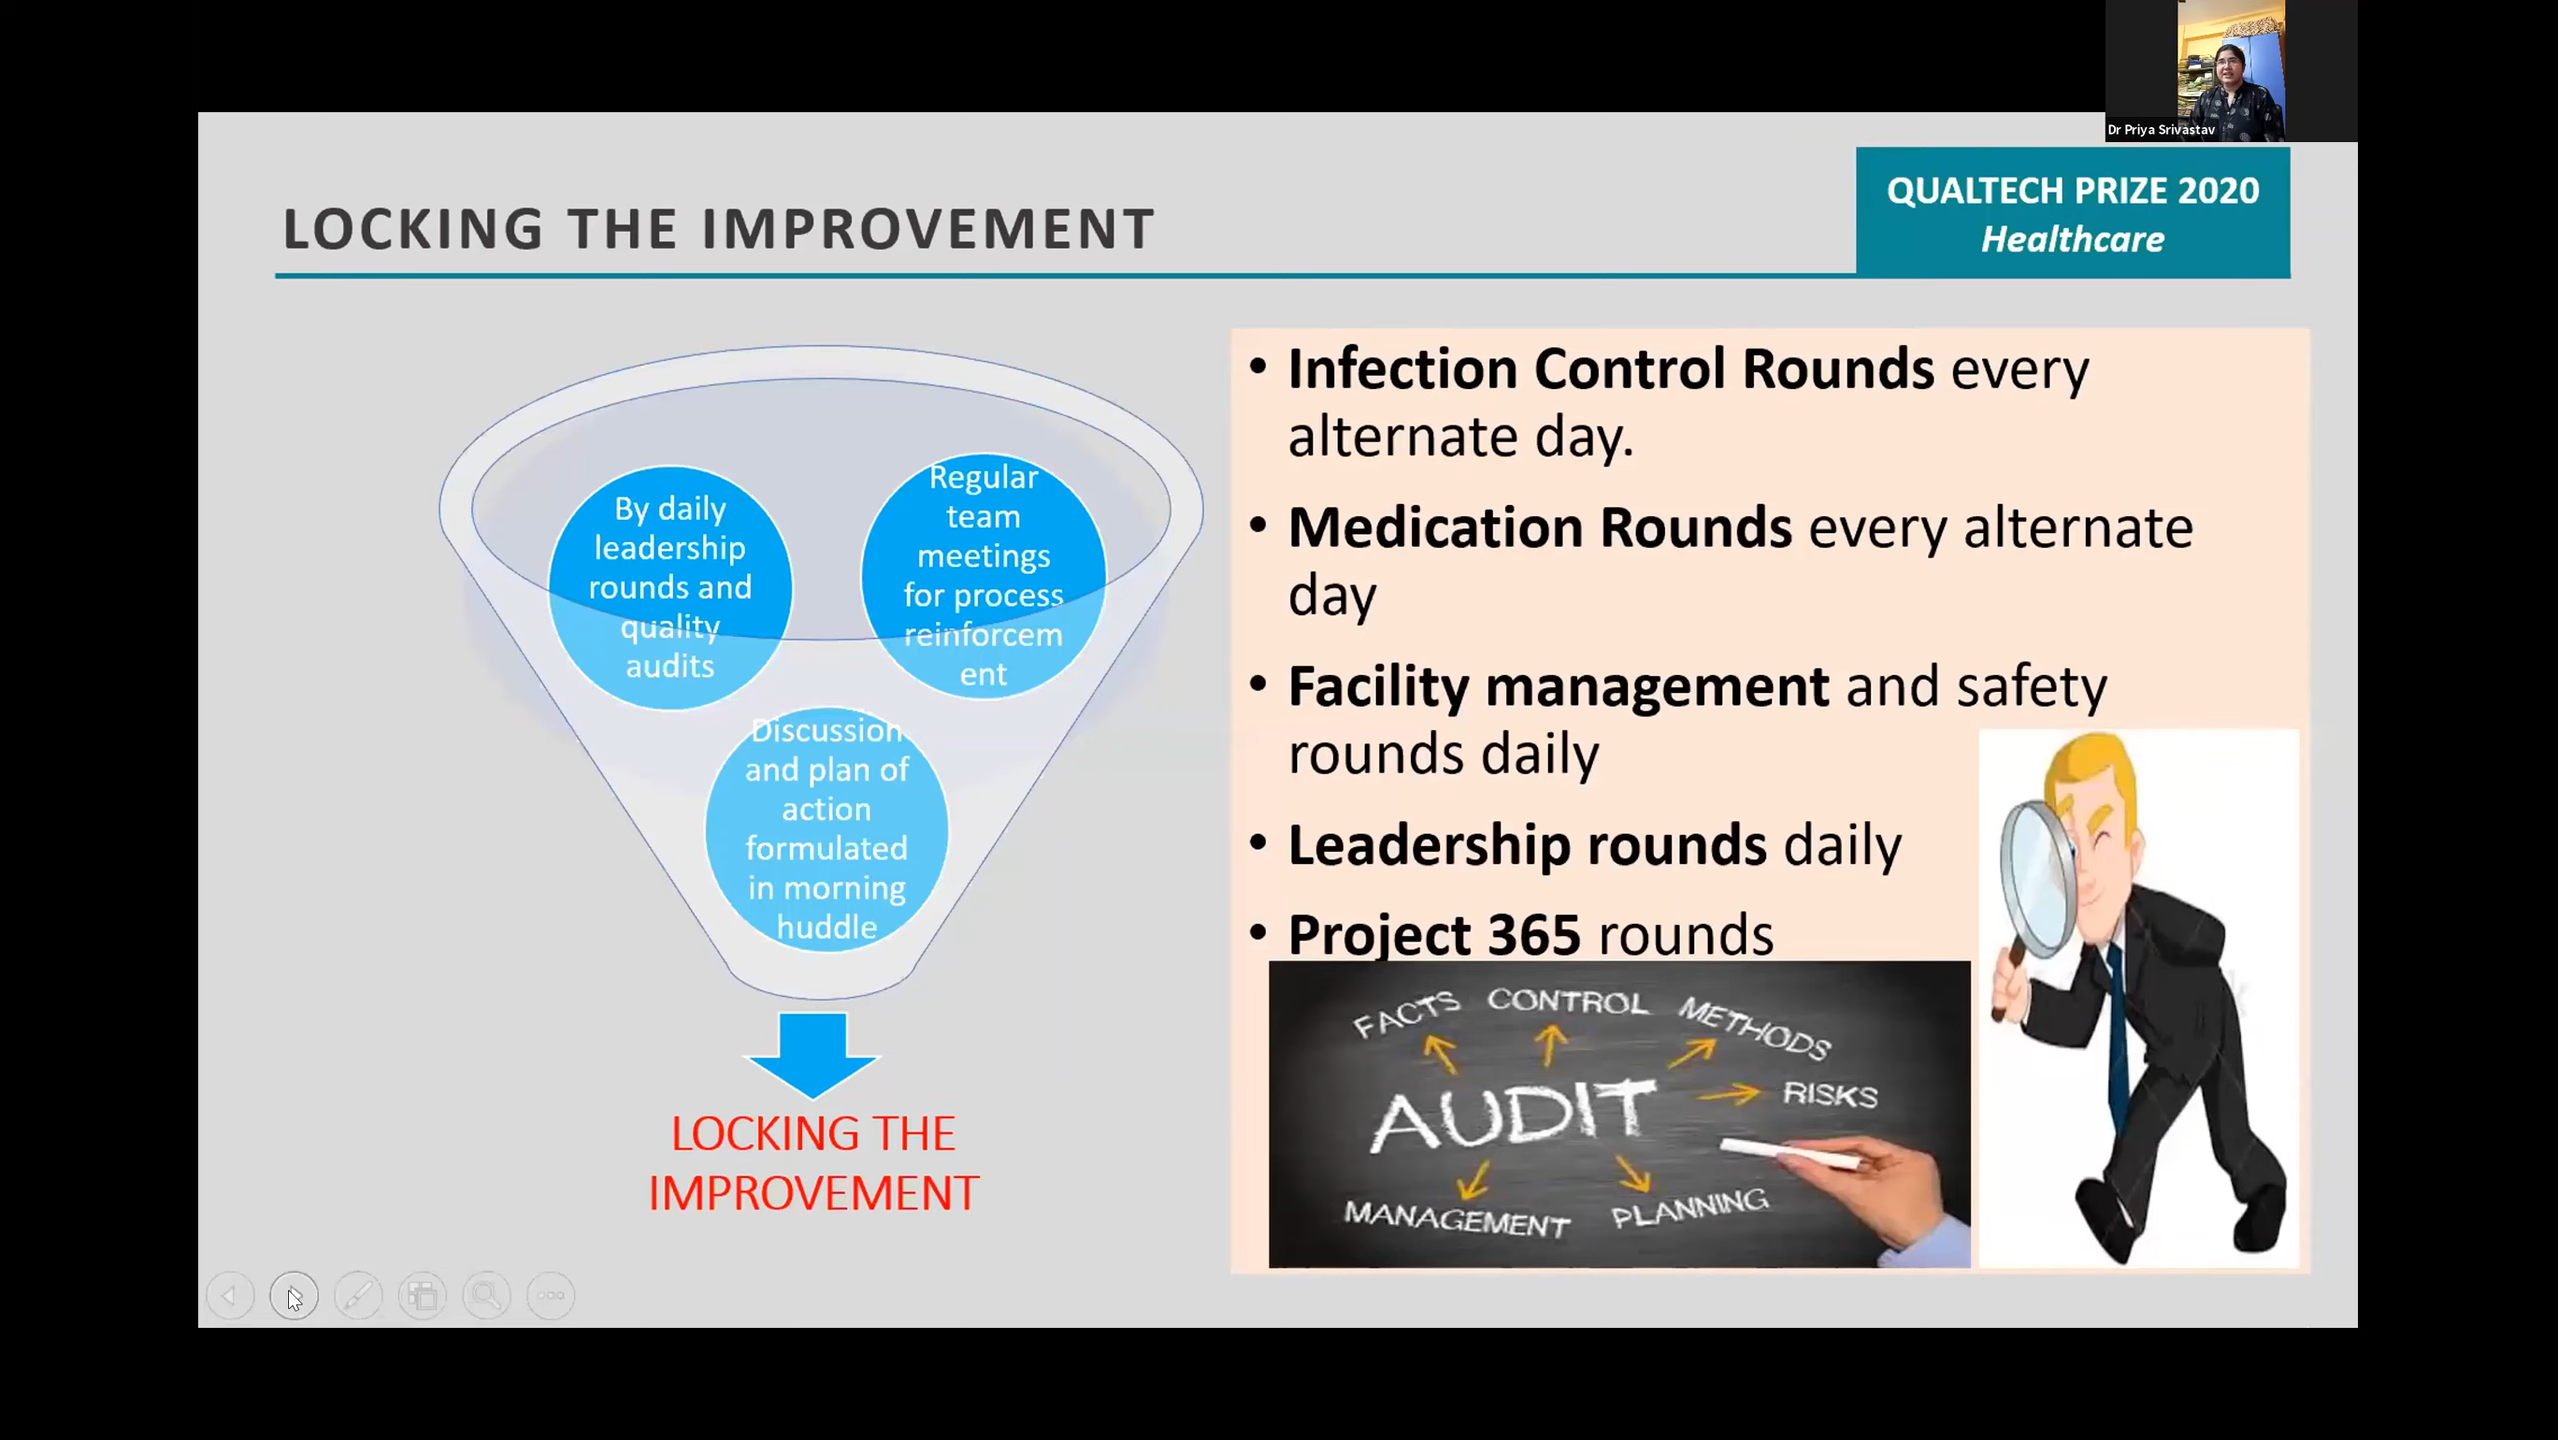 Dr Priya Srivastav
QUALTECH PRIZE 2020
Healthcare
LOCKING THE IMPROVEMENT
By daily
leadership
rounds and
quality
audits
Regular
team
meetings
for process
reinforcem
ent
Discussion
and plan of
action
formulated
in morning
huddle
LOCKING THE
IMPROVEMENT
• Infection Control Rounds every
alternate day.
• Medication Rounds every alternate
day
• Facility management and safety
rounds daily
• Leadership rounds daily
• Project 365 rounds
FACTS CONTROL METHODS
AUDIT RISKS
MANAGEMENT PLANNING